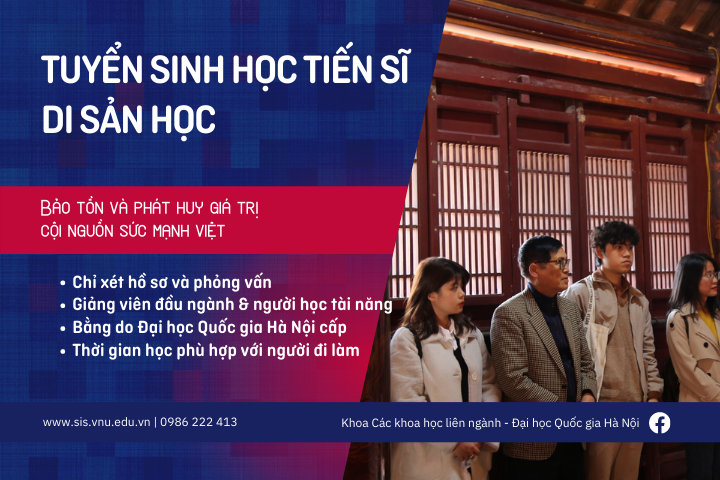 TUYỂN SINH HỌC TIẾN SĨ
DI SẢN HỌC
BẢO TỒN VÀ PHÁT HUY GIÁ TRỊ
CỘI NGUỒN SỨC MẠNH VIỆT
• Chỉ xét hồ sơ và phỏng vấn
• Giảng viên đầu ngành & người học tài năng
• Bằng do Đại học Quốc gia Hà Nội cấp
• Thời gian học phù hợp với người đi làm
www.sis.vnu.edu.vn | 0986 222 413
Khoa Các khoa học liên ngành - Đại học Quốc gia Hà Nội